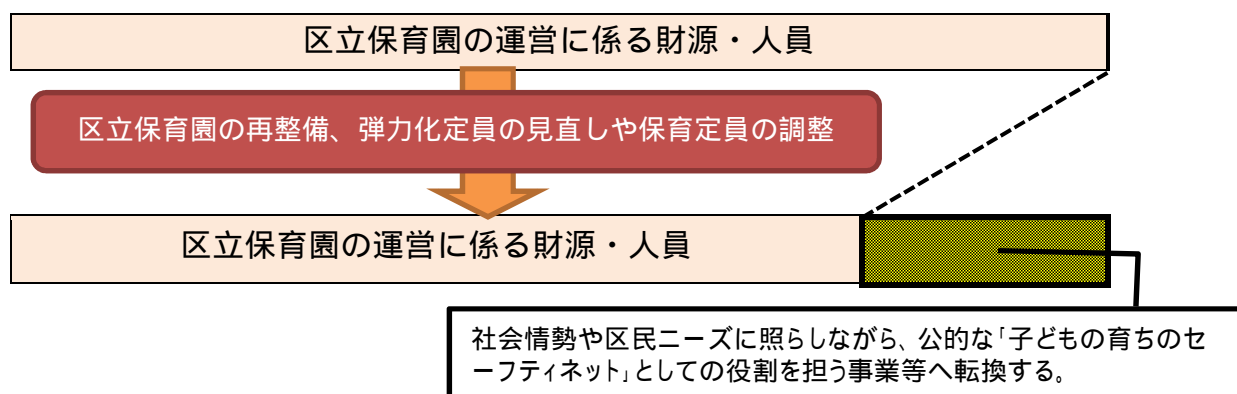 区立保育園の運営に係る財源・人員
区立保育園の再整備、弾力化定員の見直しや保育定員の調整
区立保育園の運営に係る財源・人員
社会情勢や区民ニーズに照らしながら、公的な「子どもの育ちのセ
ーフティネット」としての役割を担う事業等へ転換する。